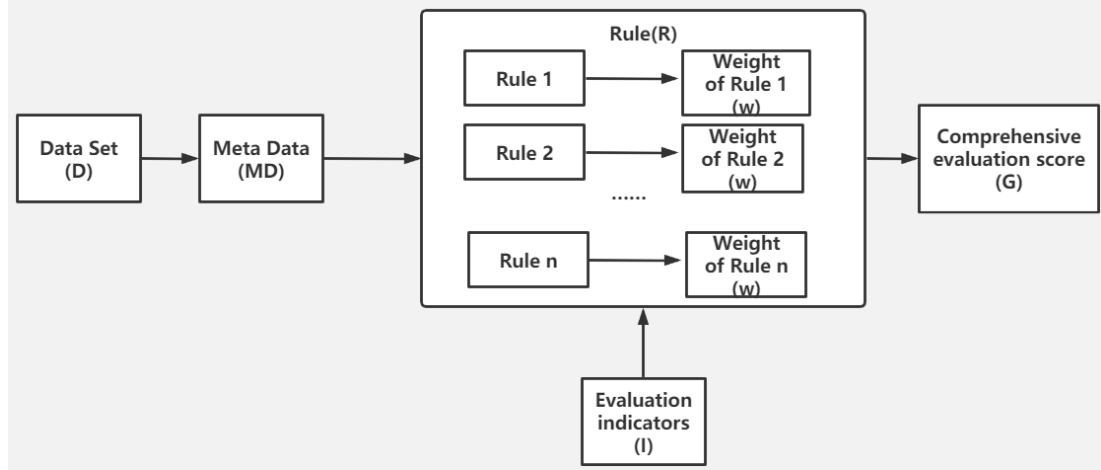 Rule(R)
Rule 1
Weight
of Rule 1
(w)
Data Set
(D)
Meta Data
(MD)
Rule 2
Weight
of Rule 2
(w)
......
Rule n
Weight
of Rule n
(w)
Comprehensive
evaluation score
(G)
Evaluation
indicators
(I)